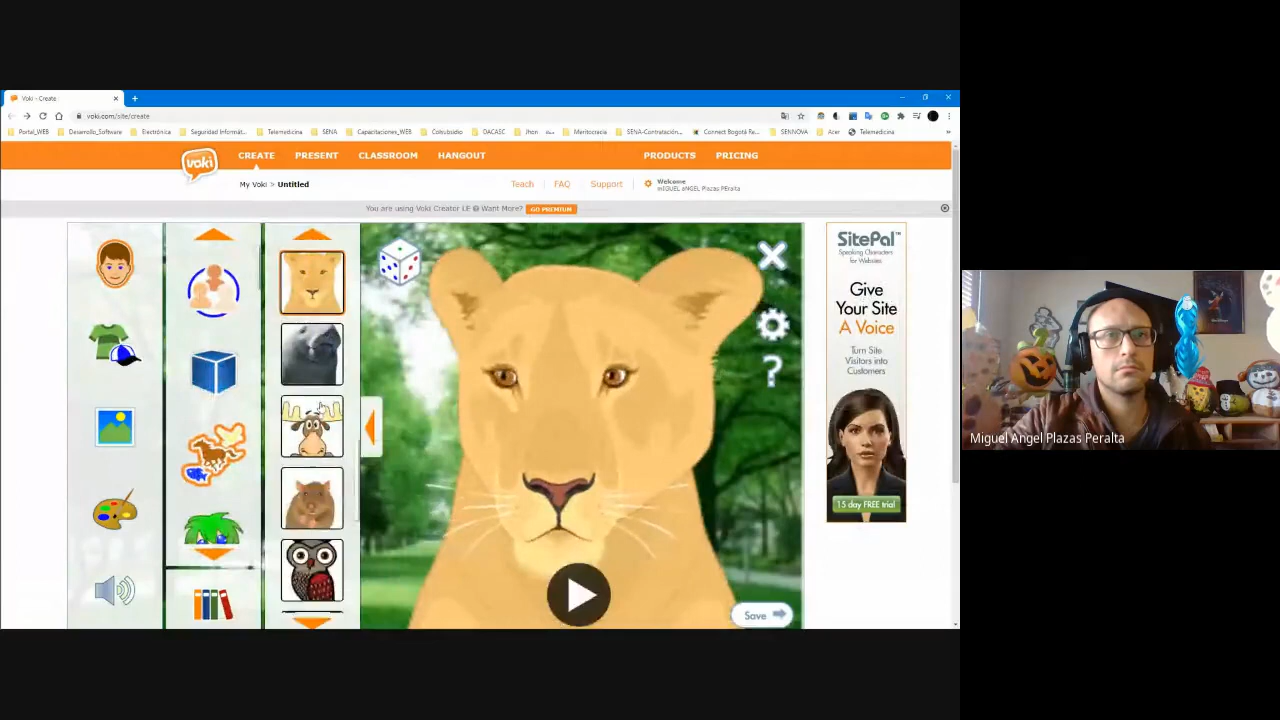 Voki - Create
voki.com/site/create
Portal_WEB Desarrollo_Software Electrónica Seguridad Informát... Telemedicina SENA Capacitaciones_WEB Colsubsidio DACASC Jhon Meritocracia SENA-Contratación... Connect Bogotá Re... SENNOVA Acer Telemedicina
voki CREATE PRESENT CLASSROOM HANGOUT PRODUCTS PRICING
My Voki > Untitled
Teach FAQ Support
Welcome
mIGUEL aNGEL Plazas PEralta
You are using Voki Creator LE Want More? GO PREMIUM
SitePal™
Speaking Characters
for Websites
Give
Your Site
A Voice
Turn Site
Visitors into
Customers
15 day FREE trial
?
Save
Miguel Angel Plazas Peralta